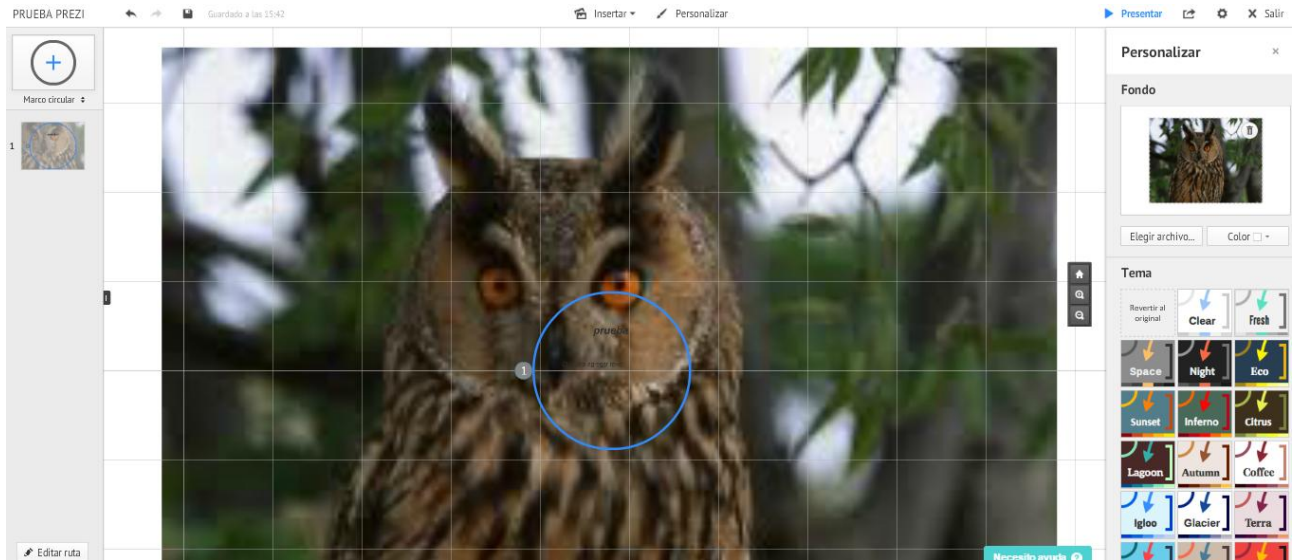 PRUEBA PREZI
Guardado a las 15:42
Insertar
Personalizar
Presentar
Salir
Marco circular
1
Editar ruta
1
prueba
Personalizar
×
Fondo
Elegir archivo...
Color
Tema
Revertir al
original
Clear
Fresh
Space
Night
Eco
Sunset
Inferno
Citrus
Lagoon
Autumn
Coffee
Igloo
Glacier
Terra
Necesito ayuda ?